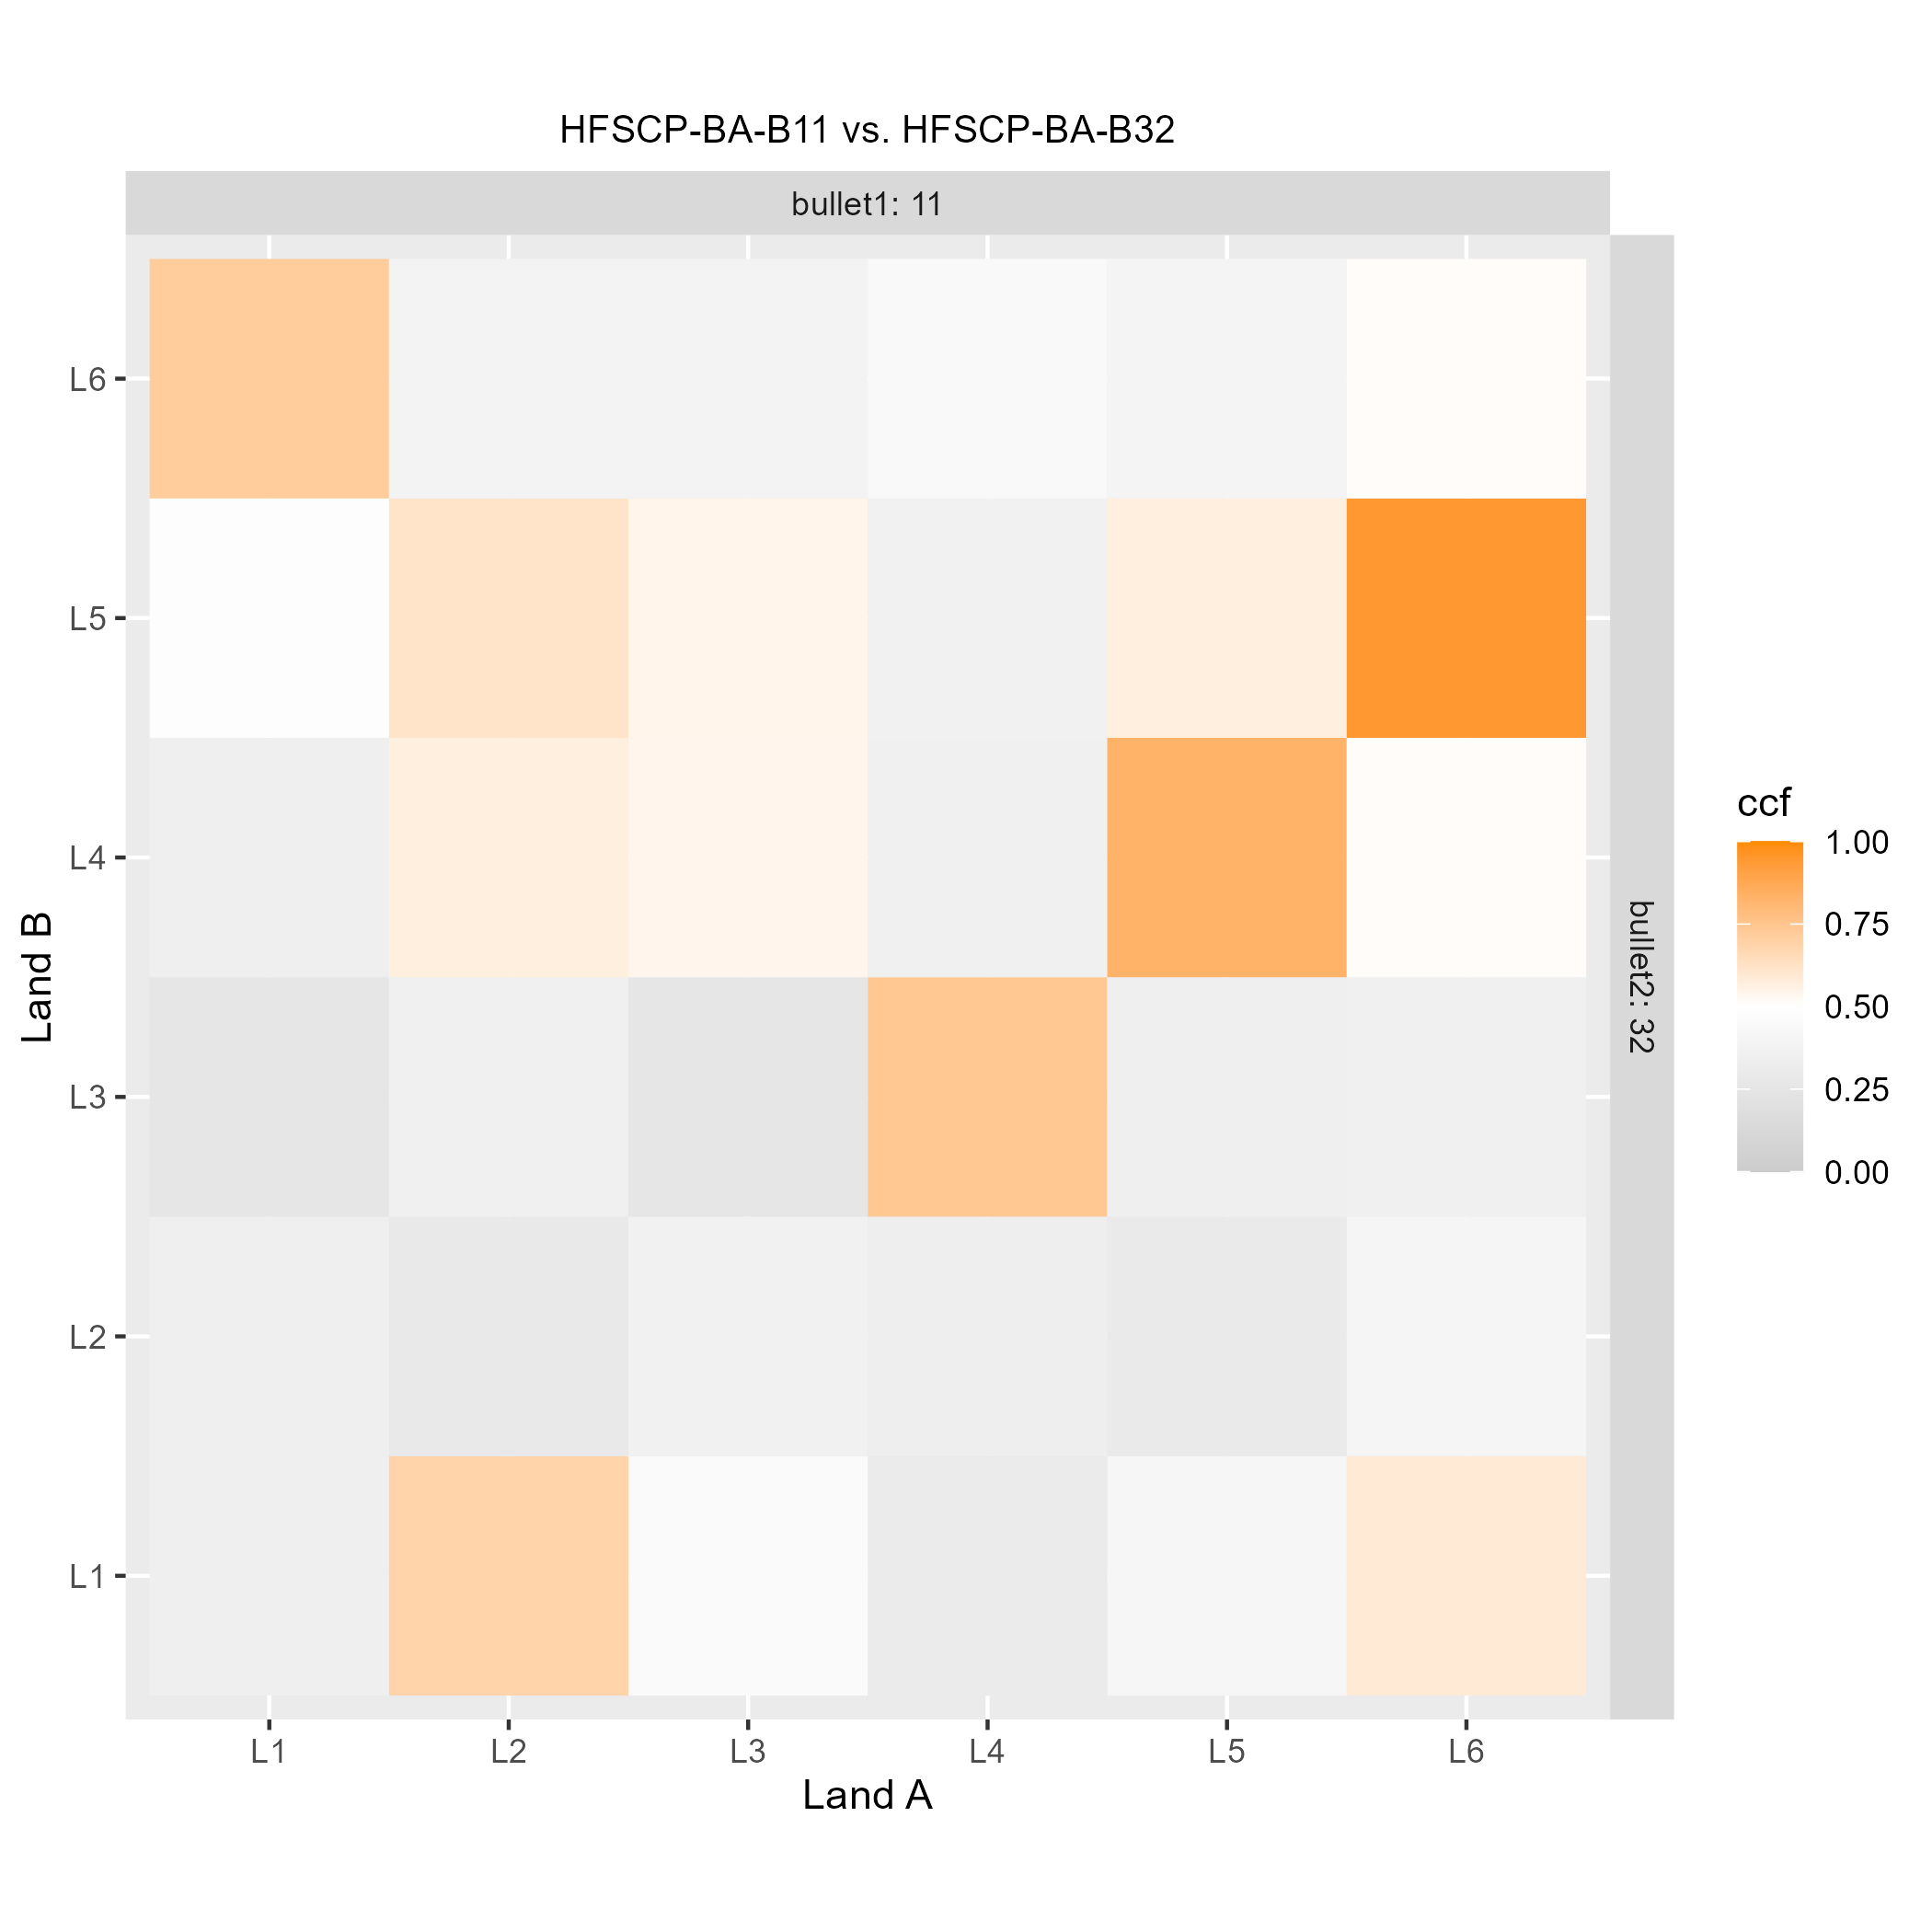 HFSCP-BA-B11 vs. HFSCP-BA-B32
bullet1: 11
L6
L5
L4
L3
L2
L1
Land B
bullet2: 32
L1 L2 L3 L4 L5 L6
Land A
ccf
1.00
0.75
0.50
0.25
0.00